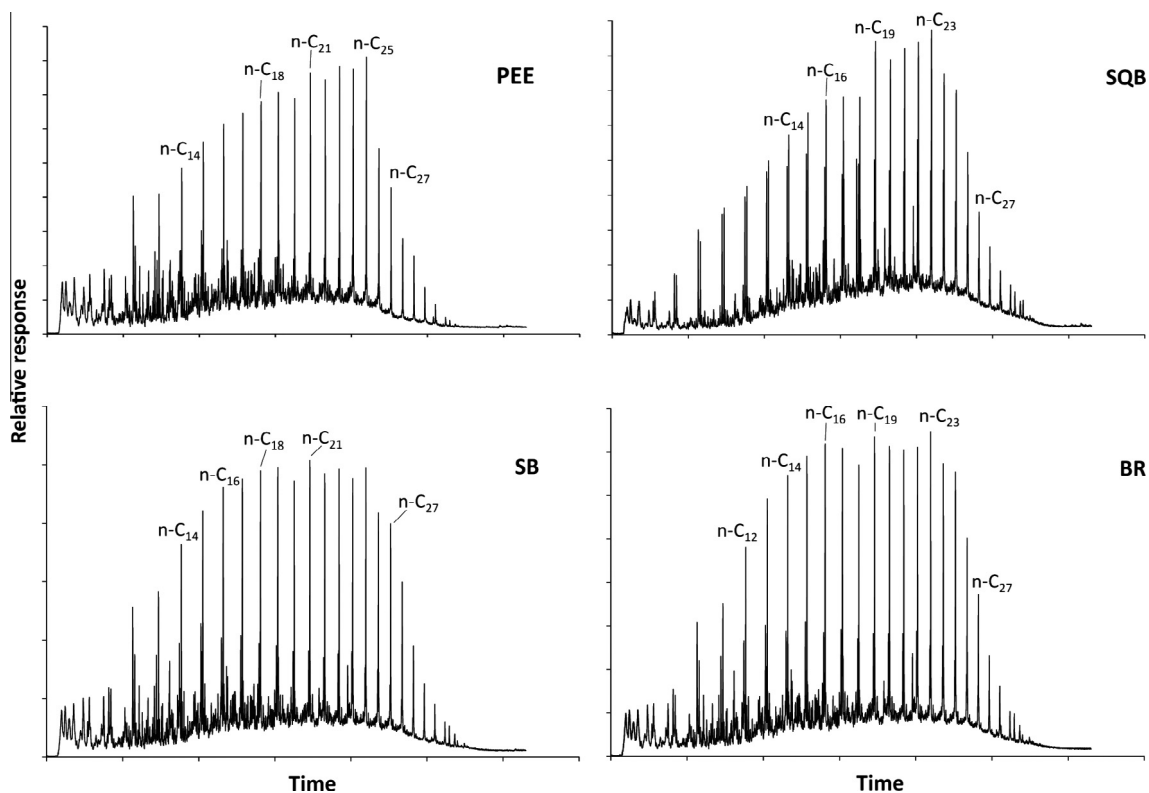 n-C₂₁
n-C₂₅
n-C₁₈
PEE
n-C₁₄
n-C₂₇
n-C₂₃
n-C₁₉
n-C₁₆
SQB
n-C₁₄
n-C₂₇
Relative response
n-C₁₈
n-C₂₁
n-C₁₆
SB
n-C₂₇
n-C₁₄
Time
n-C₁₆
n-C₁₉
n-C₂₃
n-C₁₄
BR
n-C₁₂
n-C₂₇
Time